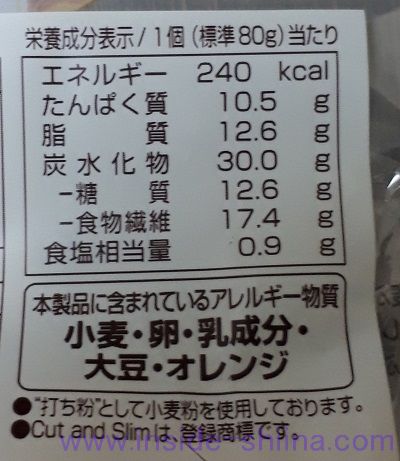 栄養成分表示/1個(標準80g)当たり
エネルギー 240 kcal
たんぱく質 10.5 g
脂質 12.6 g
炭水化物 30.0 g
−糖質 12.6 g
−食物繊維 17.4 g
食塩相当量 0.9 g
本製品に含まれているアレルギー物質
小麦・卵・乳成分・
大豆・オレンジ
●“打ち粉”として小麦粉を使用しております。
●Cut and Slimは、登録商標です。
www.inside-shiina.com